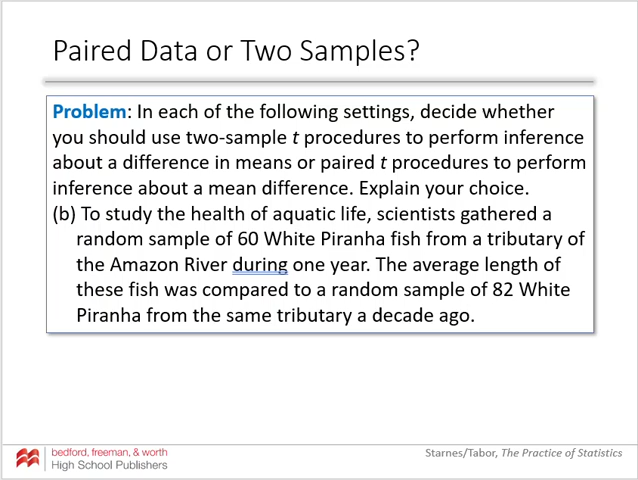 Paired Data or Two Samples?
Problem: In each of the following settings, decide whether
you should use two-sample t procedures to perform inference
about a difference in means or paired t procedures to perform
inference about a mean difference. Explain your choice.
(b) To study the health of aquatic life, scientists gathered a
random sample of 60 White Piranha fish from a tributary of
the Amazon River during one year. The average length of
these fish was compared to a random sample of 82 White
Piranha from the same tributary a decade ago.
bedford, freeman, & worth
High School Publishers
Starnes/Tabor, The Practice of Statistics